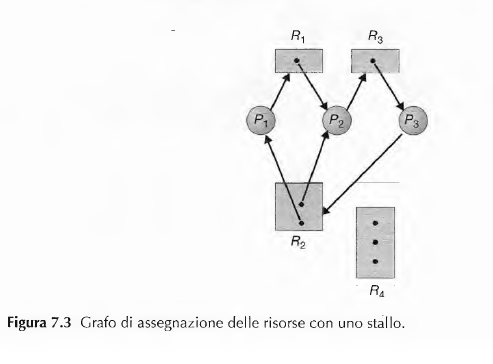 R1 R3
P1 P2 P3
R2
R4
Figura 7.3 Grafo di assegnazione delle risorse con uno stallo.